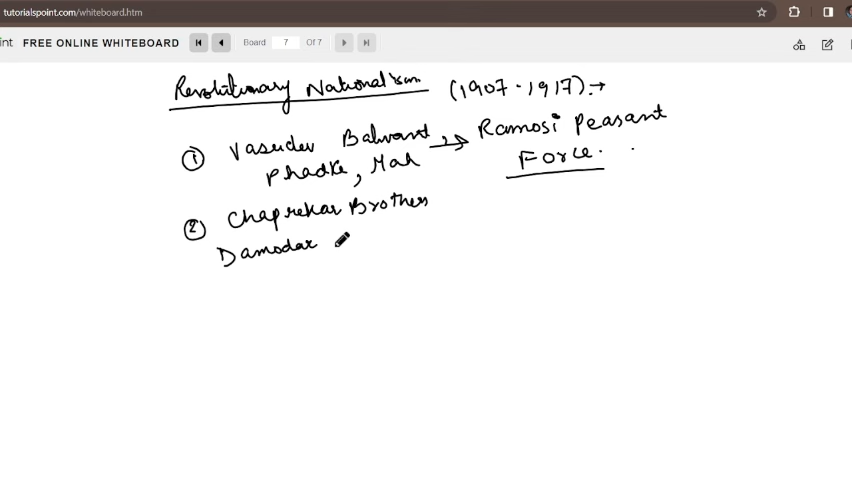 tutorialspoint.com/whiteboard.htm
int FREE ONLINE WHITEBOARD Board 7 Of 7
Revolutionary Nationalism (1907-1917):→
① Vasudev Balwant, → Ramosi Peasant
Phadke, Mah Force.
② Chaprekar Brothers
Damodar